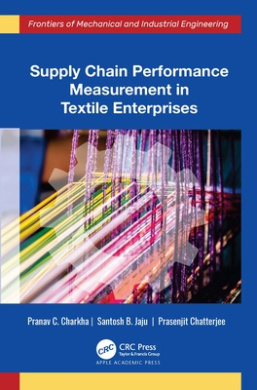 Frontiers of Mechanical and Industrial Engineering
Supply Chain Performance
Measurement in
Textile Enterprises
Pranav C. Charkha | Santosh B. Jaju | Prasenjit Chatterjee
CRC CRC Press
Taylor & Francis Group
APPLE ACADEMIC PRESS